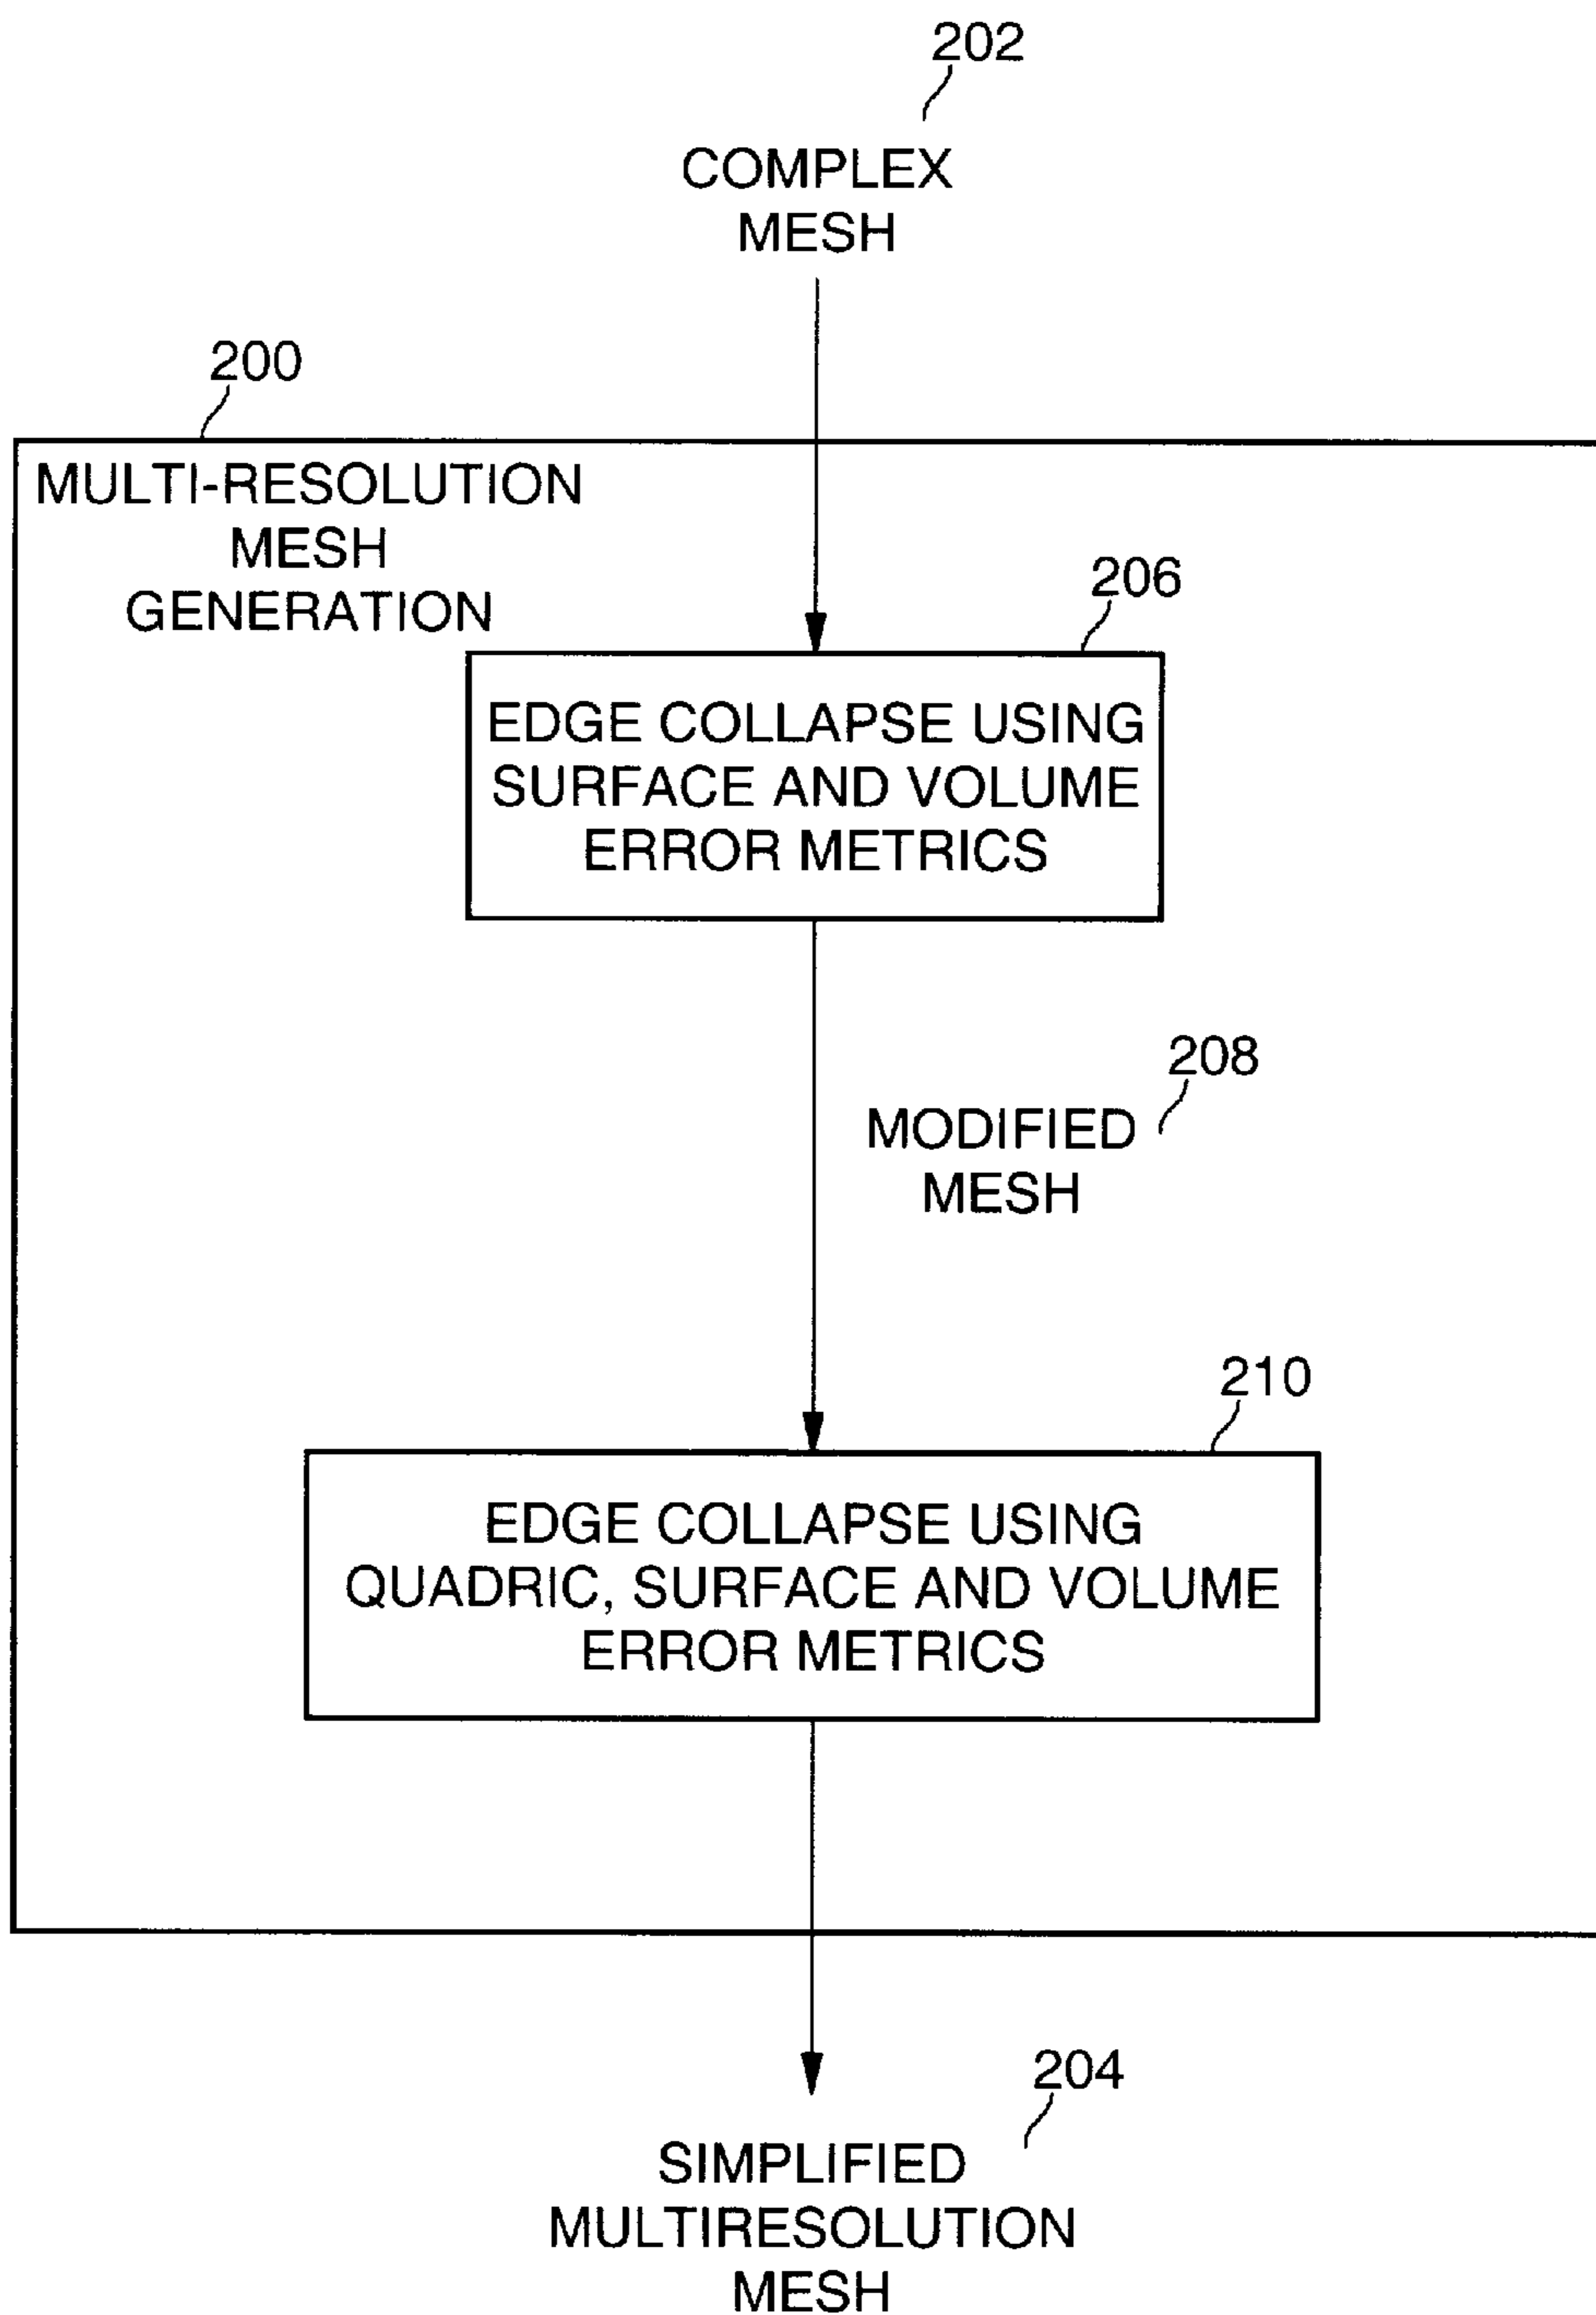 202
COMPLEX
MESH
200
MULTI-RESOLUTION
MESH
GENERATION
206
EDGE COLLAPSE USING
SURFACE AND VOLUME
ERROR METRICS
208
MODIFIED
MESH
210
EDGE COLLAPSE USING
QUADRIC, SURFACE AND VOLUME
ERROR METRICS
204
SIMPLIFIED
MULTIRESOLUTION
MESH